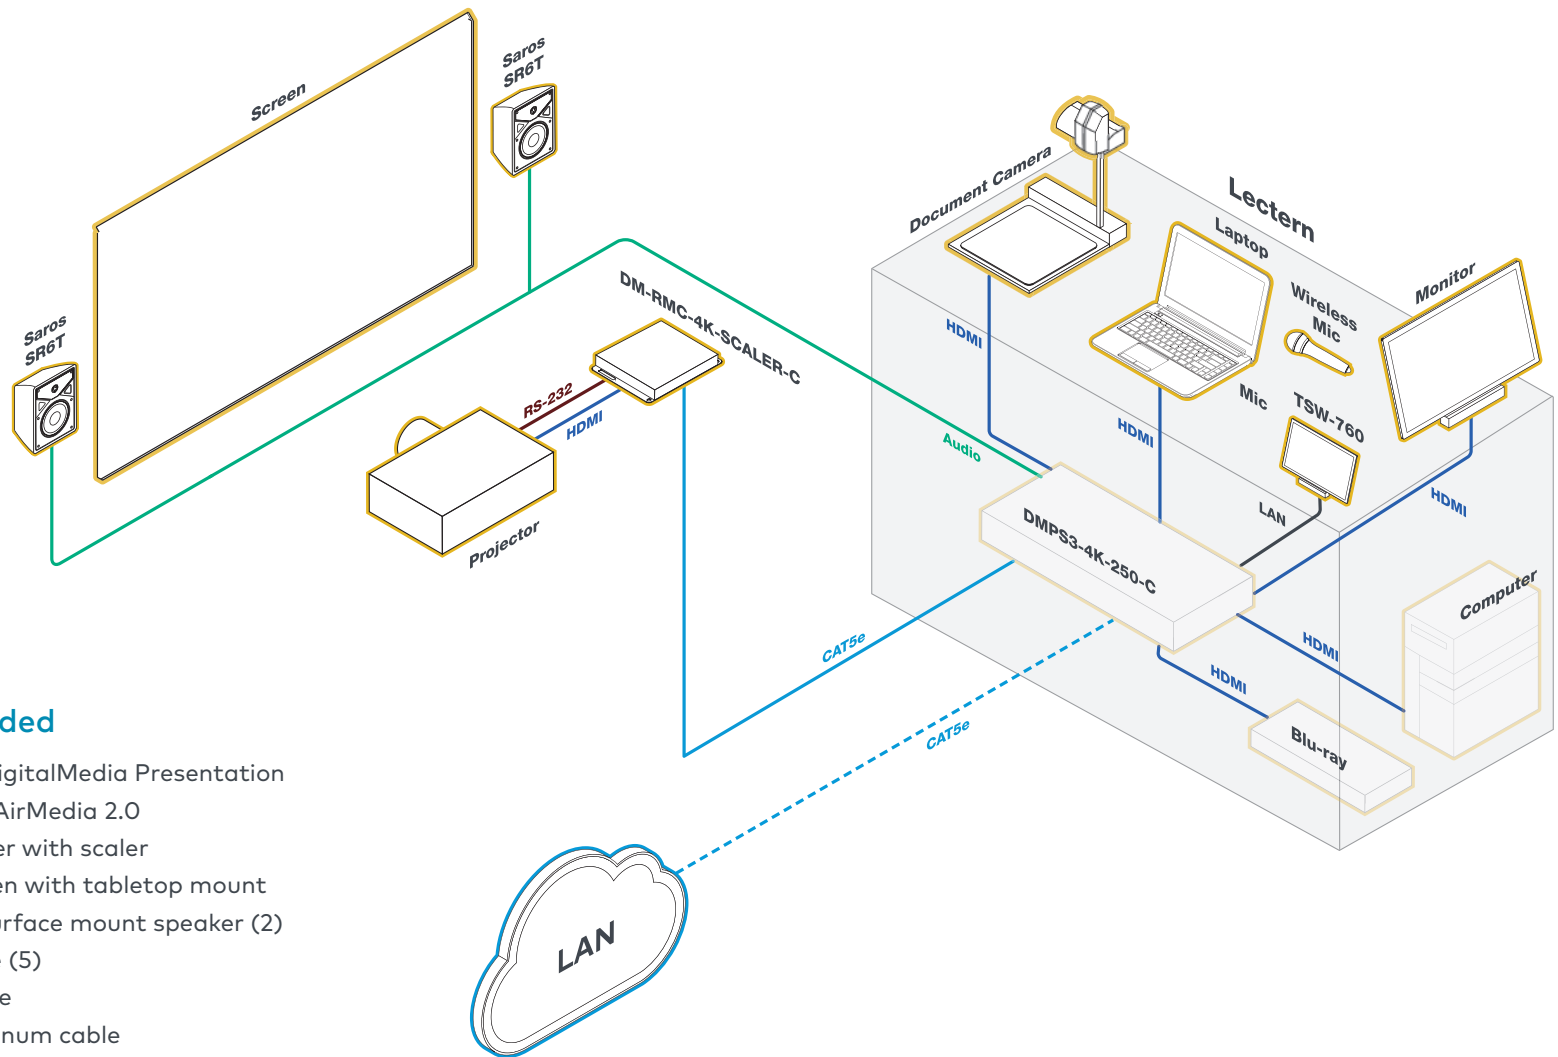 Screen
Saros
SR6T
Saros
SR6T
DM-RMC-4K-SCALER-C
RS-232
HDMI
Projector
Audio
Document Camera
Lectern
Laptop
Wireless
Mic
Monitor
Mic
TSW-760
HDMI
HDMI
HDMI
LAN
DMPS3-4K-250-C
Computer
HDMI
HDMI
Blu-ray
CAT5e
CAT5e
LAN
ded
igitalMedia Presentation
AirMedia 2.0
er with scaler
en with tabletop mount
urface mount speaker (2)
(5)
e
num cable